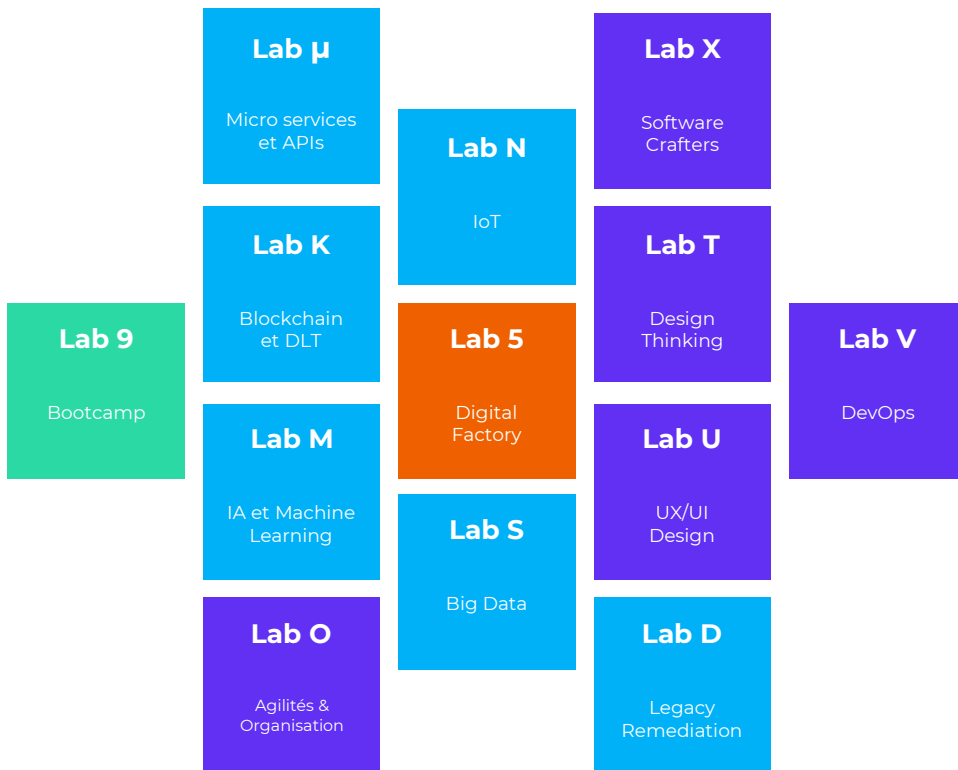 Lab µ
Micro services
et APIs
Lab X
Software
Crafters
Lab N
IoT
Lab K
Blockchain
et DLT
Lab T
Design
Thinking
Lab 9
Bootcamp
Lab 5
Digital
Factory
Lab V
DevOps
Lab M
IA et Machine
Learning
Lab U
UX/UI
Design
Lab S
Big Data
Lab O
Agilités &
Organisation
Lab D
Legacy
Remediation